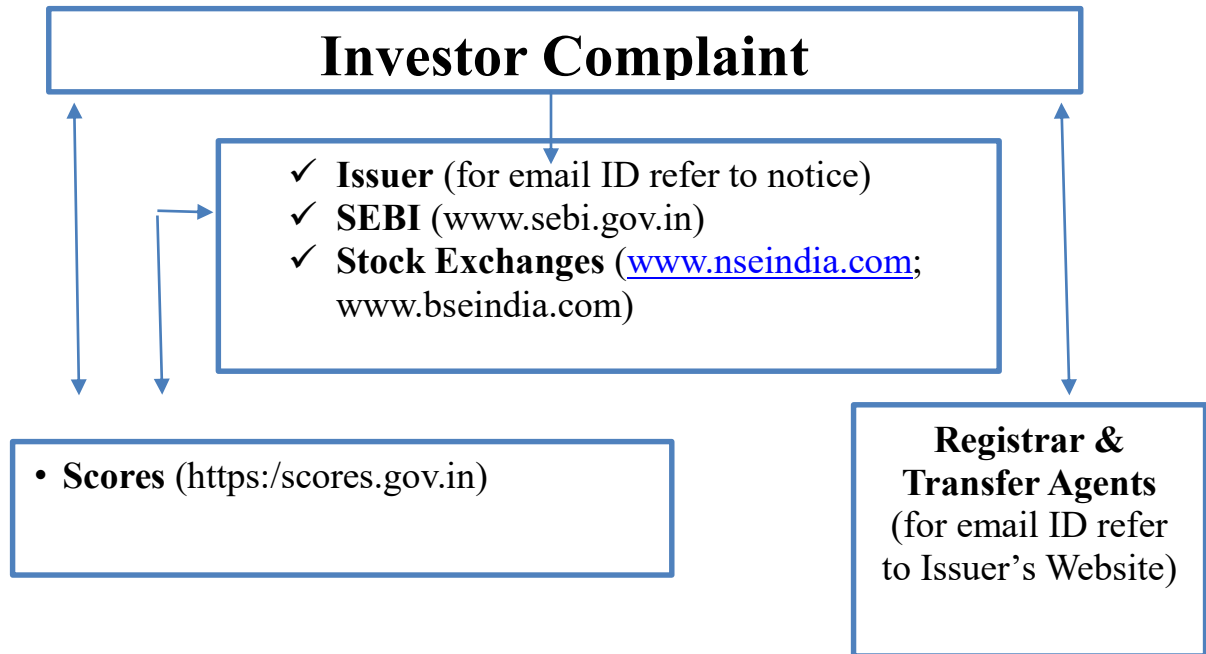 Investor Complaint
✓ Issuer (for email ID refer to notice)
✓ SEBI (www.sebi.gov.in)
✓ Stock Exchanges (www.nseindia.com;
www.bseindia.com)
• Scores (https:/scores.gov.in)
Registrar &
Transfer Agents
(for email ID refer
to Issuer’s Website)